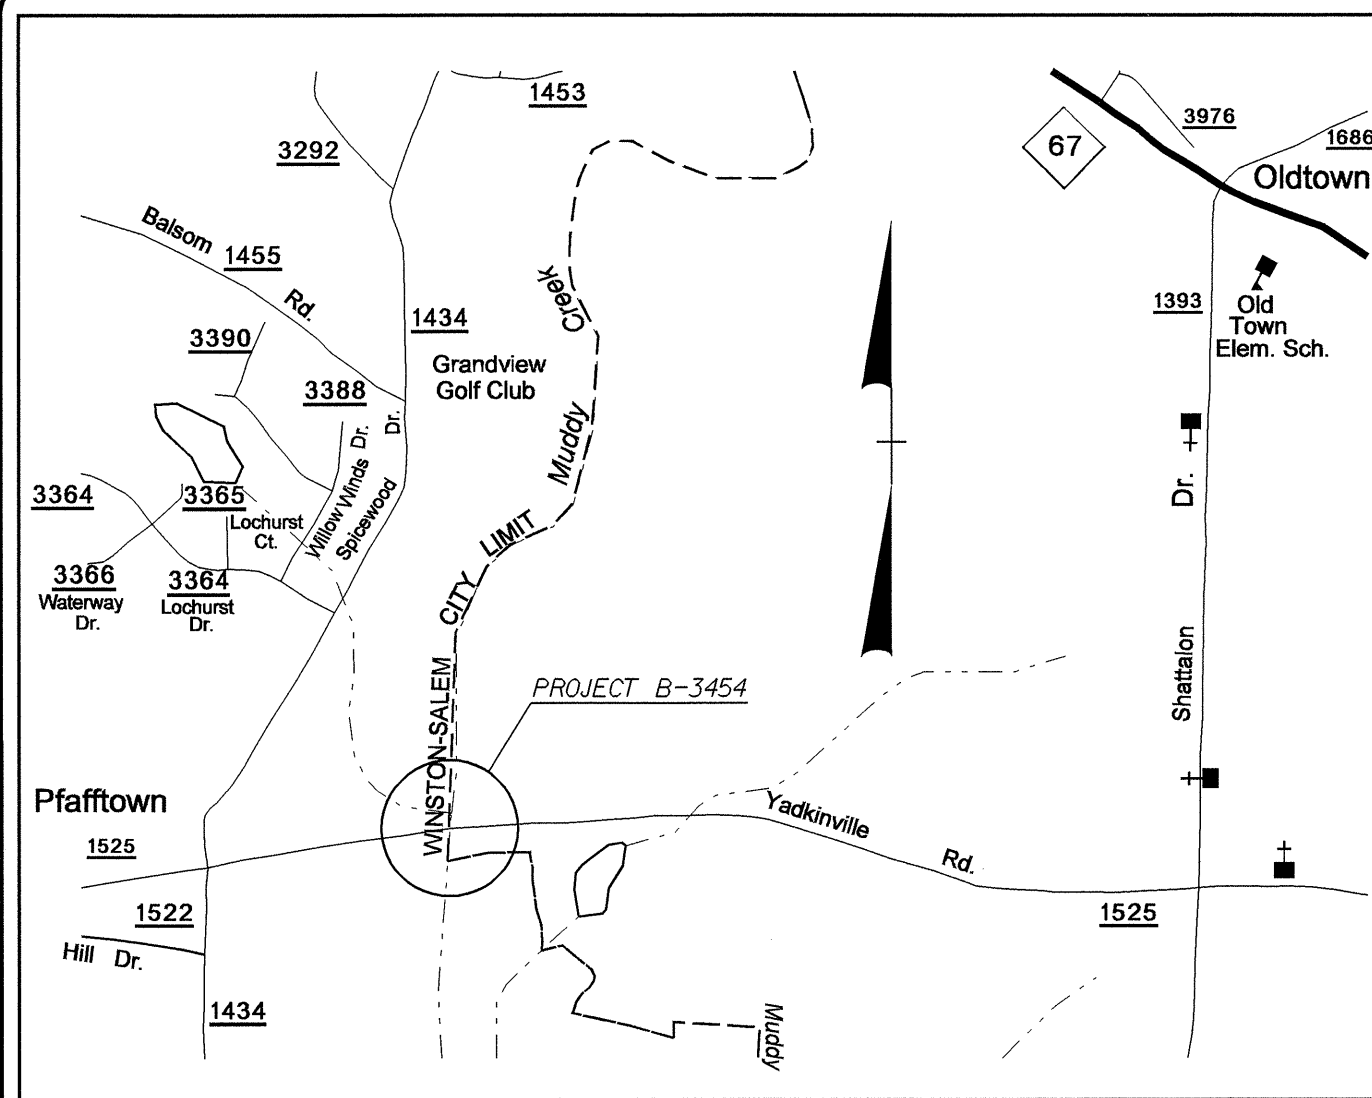 1453
3976
1686
67
3292
Oldtown
Balsom
1455
Rd.
Creek
1393
Old
Town
Elem. Sch.
1434
3390
Grandview
Golf Club
3388
Dr.
Dr.
Willow Winds
Spicewood
Muddy
3364
3365
Lochurst
Ct.
Dr.
LIMIT
3366
Waterway
Dr.
3364
Lochurst
Dr.
CITY
WINSTON-SALEM
PROJECT B-3454
Shattalon
Pfafftown
Yadkinville
Rd.
1525
1522
1525
Hill Dr.
1434
Muddy